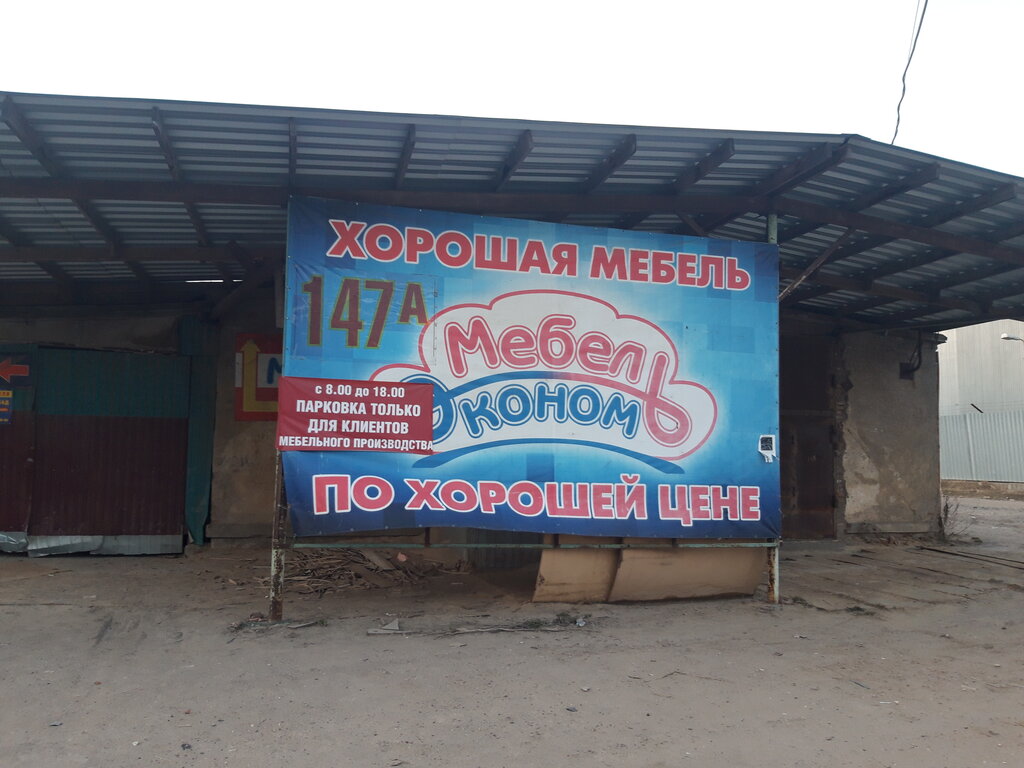 ХОРОШАЯ МЕБЕЛЬ
147А
Мебель
Эконом
с 8.00 до 18.00
ПАРКОВКА ТОЛЬКО
ДЛЯ КЛИЕНТОВ
МЕБЕЛЬНОГО ПРОИЗВОДСТВА
ПО ХОРОШЕЙ ЦЕНЕ